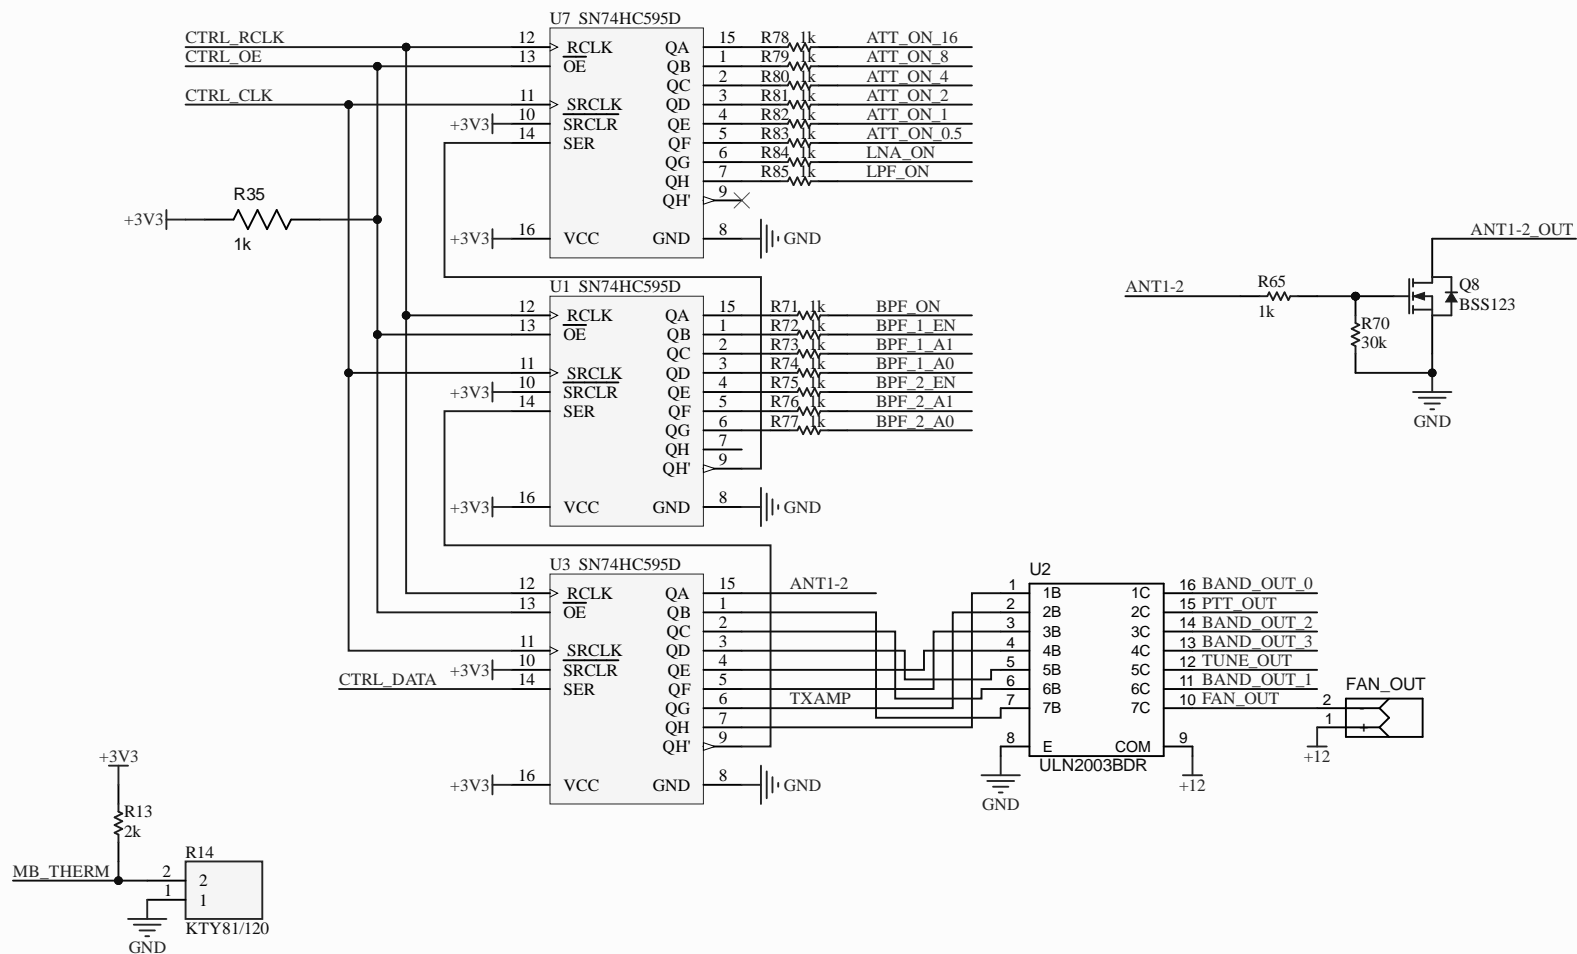 U7 SN74HC595D
CTRL_RCLK 12 RCLK QA 15 R78 1k ATT_ON_16
CTRL_OE 13 OE QB 1 R79 1k ATT_ON_8
QC 2 R80 1k ATT_ON_4
CTRL_CLK 11 SRCLK QD 3 R81 1k ATT_ON_2
+3V3 10 SRCLR QE 4 R82 1k ATT_ON_1
14 SER QF 5 R83 1k ATT_ON_0.5
QG 6 R84 1k LNA_ON
QH 7 R85 1k LPF_ON
QH' 9
R35
+3V3
1k
+3V3 16 VCC GND 8 GND
U1 SN74HC595D
12 RCLK QA 15 R71 1k BPF_ON
13 OE QB 1 R72 1k BPF_1_EN
QC 2 R73 1k BPF_1_A1
11 SRCLK QD 3 R74 1k BPF_1_A0
+3V3 10 SRCLR QE 4 R75 1k BPF_2_EN
14 SER QF 5 R76 1k BPF_2_A1
QG 6 R77 1k BPF_2_A0
QH 7
QH' 9
+3V3 16 VCC GND 8 GND
ANT1-2_OUT
ANT1-2
R65
1k
Q8
BSS123
R70
30k
GND
U3 SN74HC595D
12 RCLK QA 15 ANT1-2
13 OE QB 1
QC 2
11 SRCLK QD 3
+3V3 10 SRCLR QE 4
CTRL_DATA 14 SER QF 5
QG 6 TXAMP
QH 7
QH' 9
+3V3 16 VCC GND 8 GND
U2
1 1B 1C 16 BAND_OUT_0
2 2B 2C 15 PTT_OUT
3 3B 3C 14 BAND_OUT_2
4 4B 4C 13 BAND_OUT_3
5 5B 5C 12 TUNE_OUT
6 6B 6C 11 BAND_OUT_1
7 7B 7C 10 FAN_OUT
8 E COM 9
ULN2003BDR
GND
+12
FAN_OUT
2
1 +
+12
+3V3
R13
2k
R14
MB_THERM 2 2
1 1
KTY81/120
GND